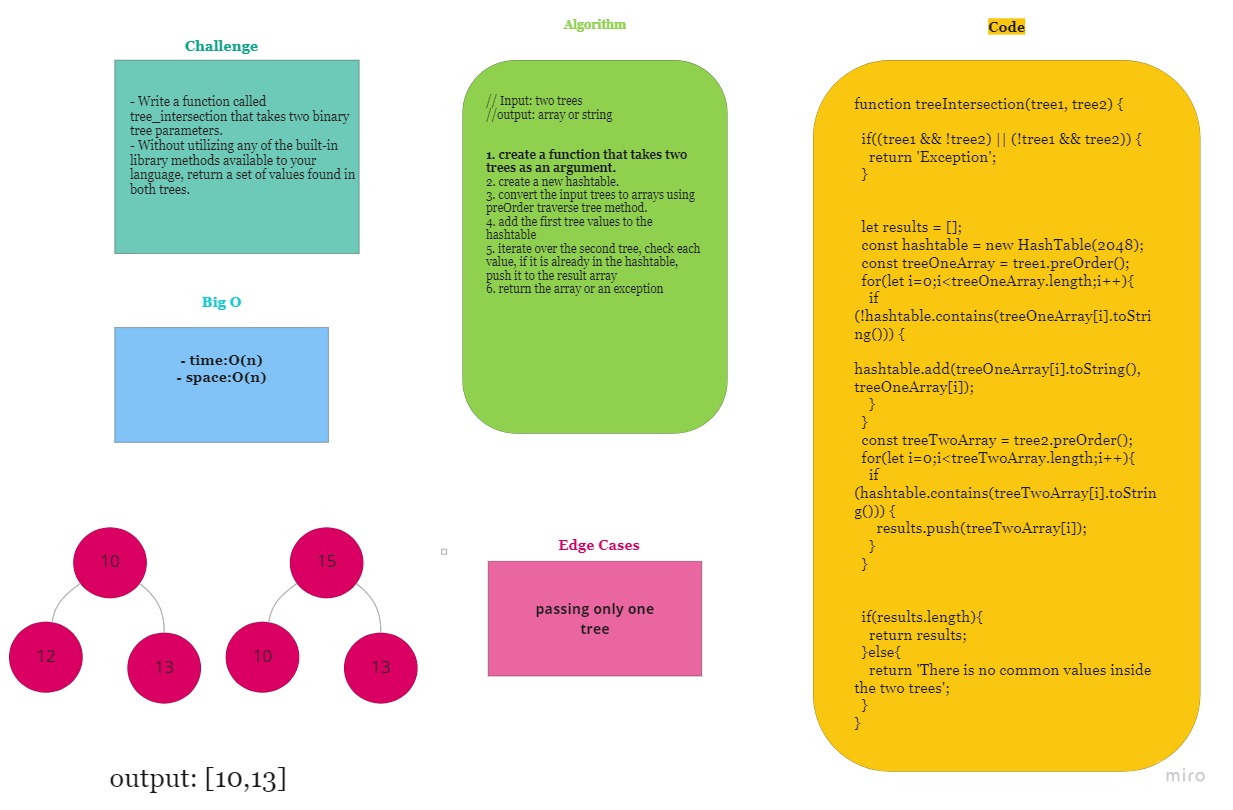 Challenge
- Write a function called
tree_intersection that takes two binary
tree parameters.
- Without utilizing any of the built-in
library methods available to your
language, return a set of values found in
both trees.
Big O
- time:O(n)
- space:O(n)
10
12
13
15
10
13
output: [10,13]
Algorithm
// Input: two trees
//output: array or string
1. create a function that takes two
trees as an argument.
2. create a new hashtable.
3. convert the input trees to arrays using
preOrder traverse tree method.
4. add the first tree values to the
hashtable
5. iterate over the second tree, check each
value, if it is already in the hashtable,
push it to the result array
6. return the array or an exception
Edge Cases
passing only one
tree
Code
function treeIntersection(tree1, tree2) {
if((tree1 && !tree2) || (!tree1 && tree2)) {
return 'Exception';
}
let results = [];
const hashtable = new HashTable(2048);
const treeOneArray = tree1.preOrder();
for(let i=0;i<treeOneArray.length;i++){
if
(!hashtable.contains(treeOneArray[i].toStri
ng())) {
hashtable.add(treeOneArray[i].toString(),
treeOneArray[i]);
}
}
const treeTwoArray = tree2.preOrder();
for(let i=0;i<treeTwoArray.length;i++){
if
(hashtable.contains(treeTwoArray[i].toStrin
g())) {
results.push(treeTwoArray[i]);
}
}
if(results.length){
return results;
}else{
return 'There is no common values inside
the two trees';
}
}
miro